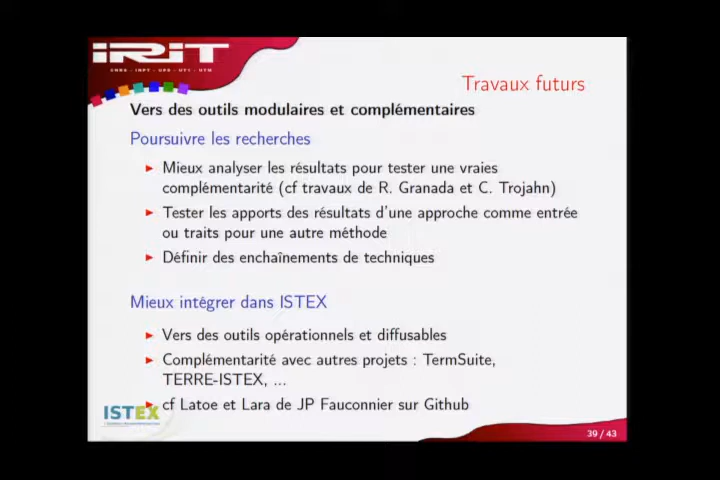 IRIT
CNRS - INPT - UPS - UT1 - UTM
Travaux futurs
Vers des outils modulaires et complémentaires
Poursuivre les recherches
Mieux analyser les résultats pour tester une vraies
complémentarité (cf travaux de R. Granada et C. Trojahn)
Tester les apports des résultats d'une approche comme entrée
ou traits pour une autre méthode
Définir des enchaînements de techniques
Mieux intégrer dans ISTEX
Vers des outils opérationnels et diffusables
Complémentarité avec autres projets : TermSuite,
TERRE-ISTEX, ...
cf Latoe et Lara de JP Fauconnier sur Github
ISTEX
39 / 43